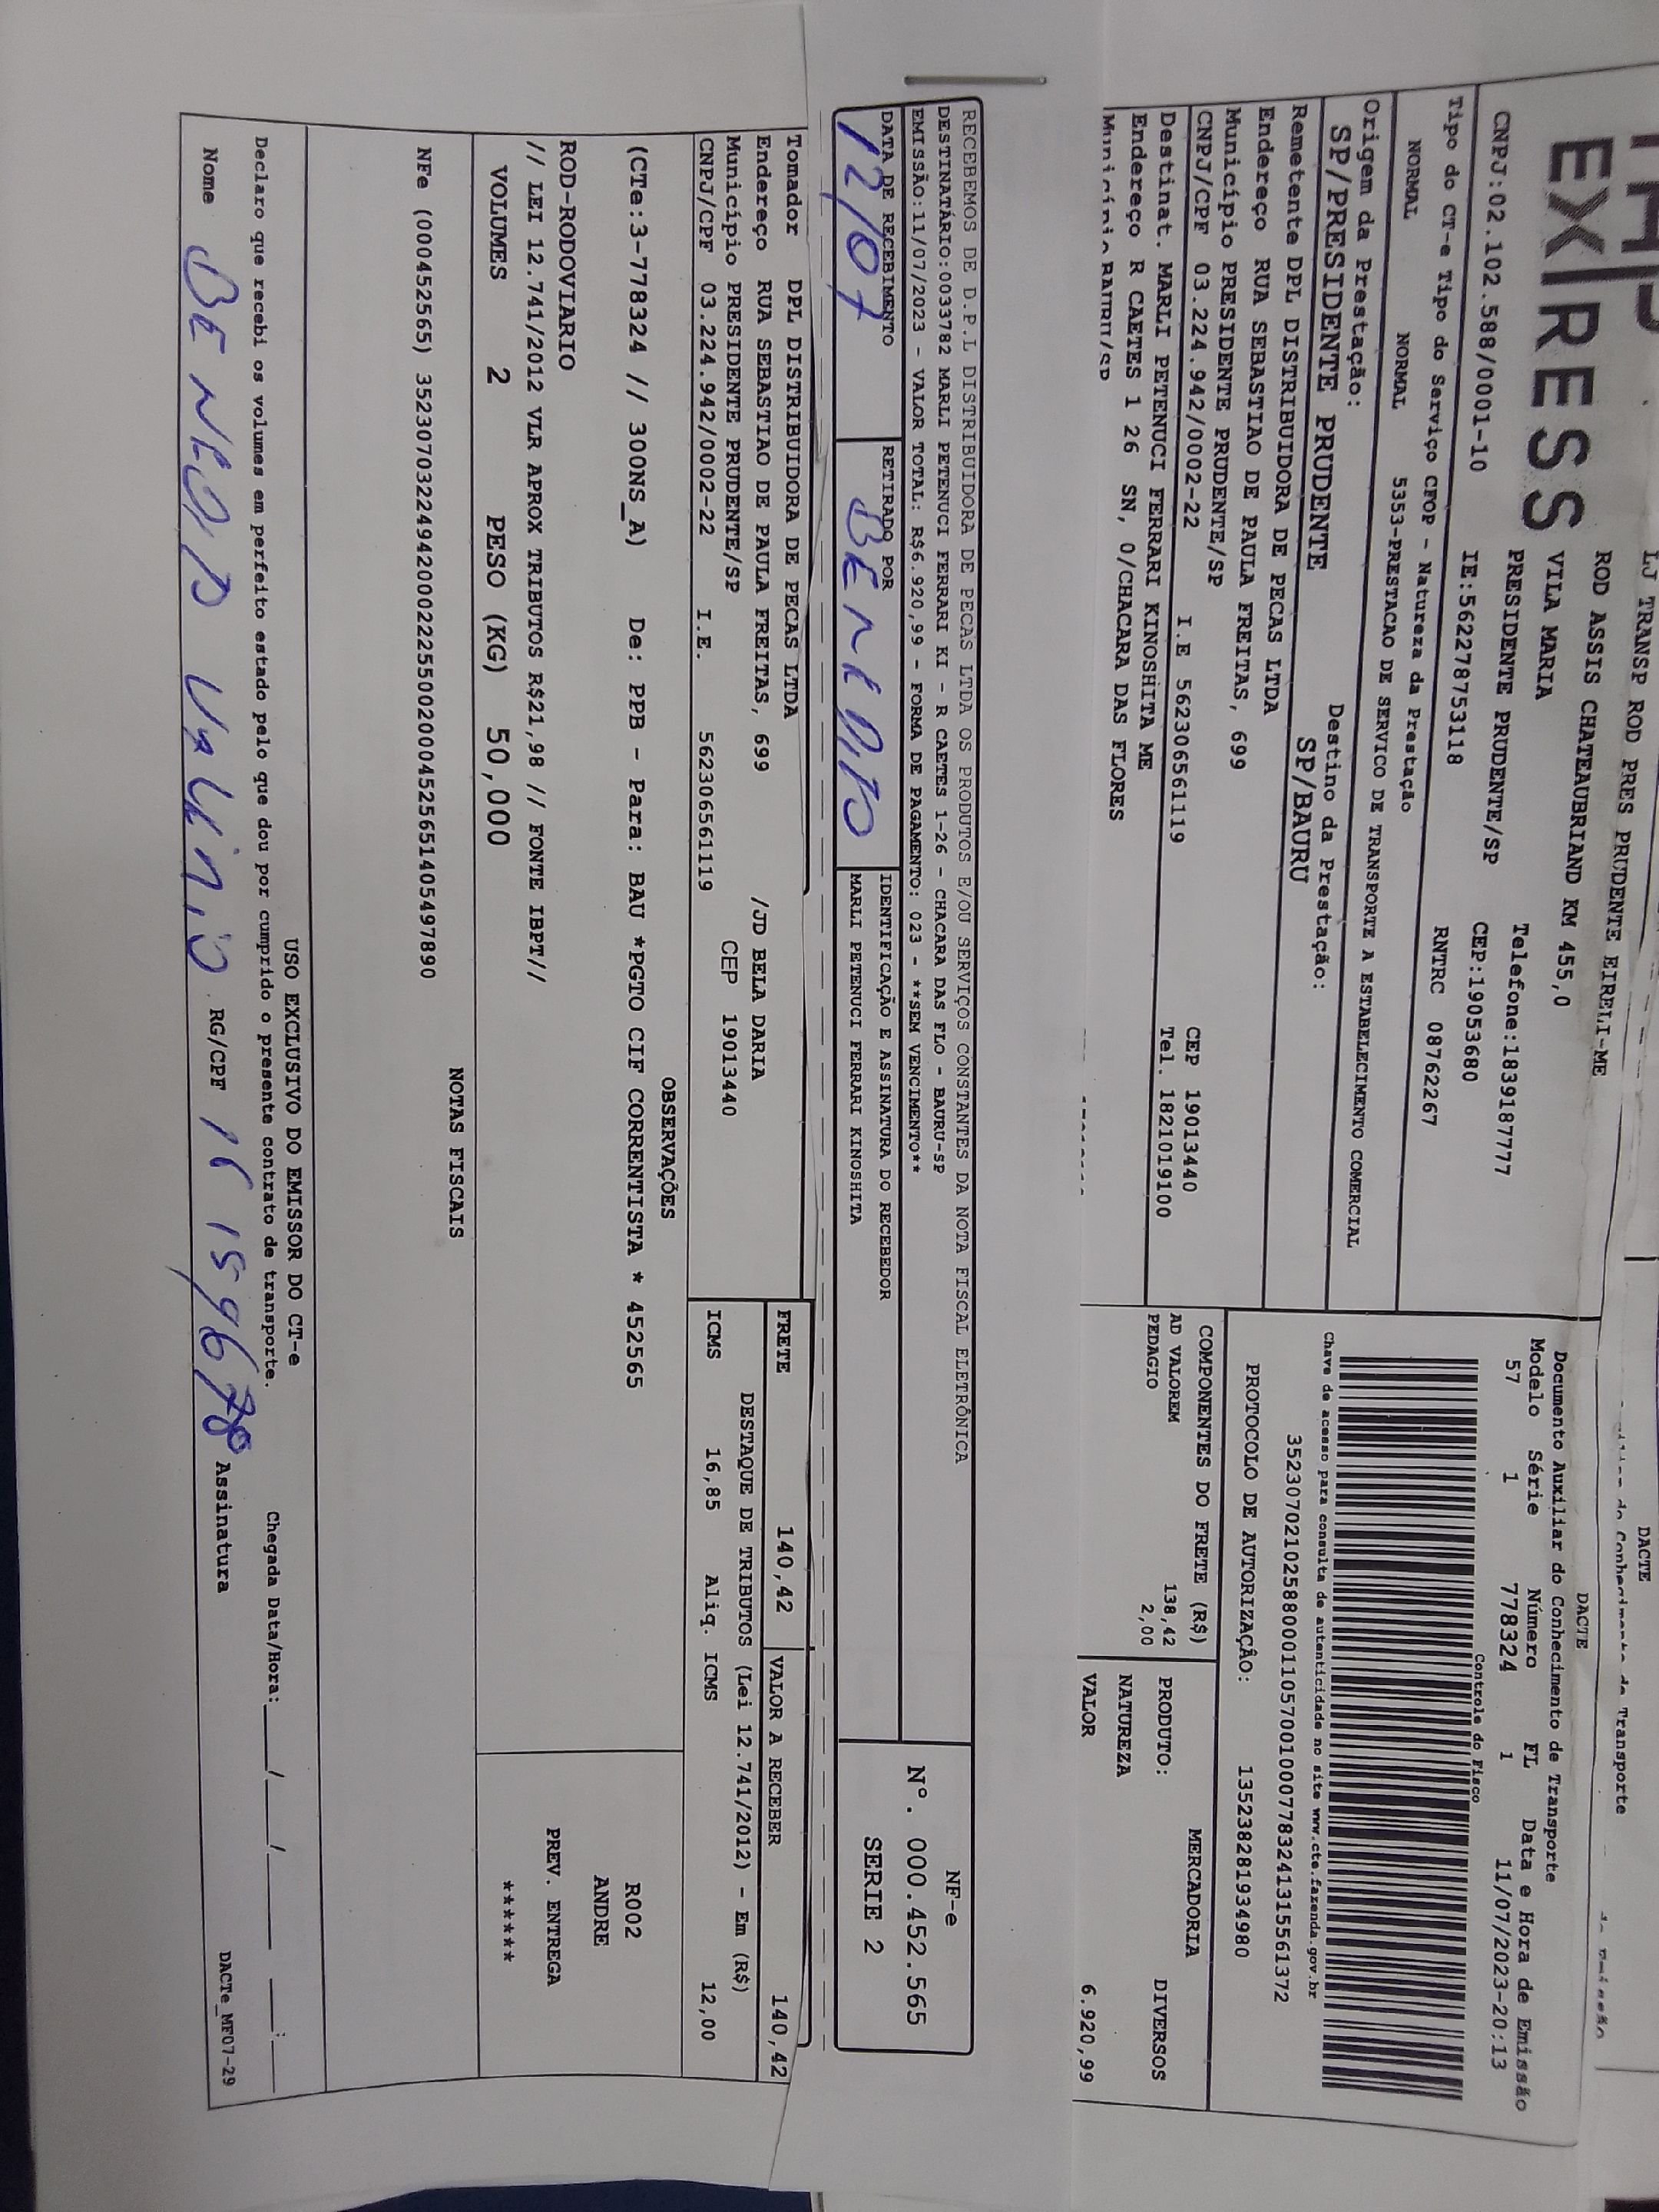 EXPRESS
LJ TRANSP ROD PRES PRUDENTE EIRELI-ME
ROD ASSIS CHATEAUBRIAND KM 455,0
VILA MARIA
PRESIDENTE PRUDENTE/SP Telefone:1839187777
CNPJ:02.102.588/0001-10 IE:562278753118 CEP:19053680
RNTRC 08762267
Tipo do CT-e Tipo do Serviço CFOP - Natureza da Prestação
NORMAL NORMAL 5353-PRESTACAO DE SERVICO DE TRANSPORTE A ESTABELECIMENTO COMERCIAL
Origem da Prestação: Destino da Prestação:
SP/PRESIDENTE PRUDENTE SP/BAURU
Remetente DPL DISTRIBUIDORA DE PECAS LTDA
Endereço RUA SEBASTIAO DE PAULA FREITAS, 699
Município PRESIDENTE PRUDENTE/SP CEP 19013440
CNPJ/CPF 03.224.942/0002-22 I.E 562306561119 Tel. 1821019100
Destinat. MARLI PETENUCI FERRARI KINOSHITA ME
Endereço R CAETES 1 26 SN, 0/CHACARA DAS FLORES
Município BAURU/SP
DACTE
DACTE
Documento Auxiliar do Conhecimento de Transporte
Modelo Série Número FL Data e Hora de Emissão
57 1 778324 1 11/07/2023-20:13
Controle do Fisco
Chave de acesso para consulta de autenticidade no site www.cte.fazenda.gov.br
35230702102588000110570010007783241315561372
PROTOCOLO DE AUTORIZAÇÃO: 135238281934980
COMPONENTES DO FRETE (R$) MERCADORIA
AD VALOREM 138,42 PRODUTO: DIVERSOS
PEDAGIO 2,00 NATUREZA
VALOR 6.920,99
RECEBEMOS DE D.P.L DISTRIBUIDORA DE PECAS LTDA OS PRODUTOS E/OU SERVIÇOS CONSTANTES DA NOTA FISCAL ELETRÔNICA
DESTINATÁRIO:0033782 MARLI PETENUCI FERRARI KI - R CAETES 1-26 - CHACARA DAS FLO - BAURU-SP
EMISSÃO:11/07/2023 - VALOR TOTAL: R$6.920,99 - FORMA DE PAGAMENTO: 023 - **SEM VENCIMENTO**
DATA DE RECEBIMENTO RETIRADO POR IDENTIFICAÇÃO E ASSINATURA DO RECEBEDOR
12/07 BENEDITO MARLI PETENUCI FERRARI KINOSHITA
NF-e
Nº. 000.452.565
SERIE 2
Tomador DPL DISTRIBUIDORA DE PECAS LTDA
Endereço RUA SEBASTIAO DE PAULA FREITAS, 699 /JD BELA DARIA
Município PRESIDENTE PRUDENTE/SP CEP 19013440
CNPJ/CPF 03.224.942/0002-22 I.E. 562306561119
FRETE 140,42 VALOR A RECEBER 140,42
DESTAQUE DE TRIBUTOS (Lei 12.741/2012) - Em (R$)
ICMS 16,85 Aliq. ICMS 12,00
OBSERVAÇÕES
(CTe:3-778324 // 300NS_A) De: PPB - Para: BAU *PGTO CIF CORRENTISTA * 452565
ROD-RODOVIARIO
// LEI 12.741/2012 VLR APROX TRIBUTOS R$21,98 // FONTE IBPT//
R002
ANDRE
VOLUMES 2 PESO (KG) 50,000
PREV. ENTREGA
******
NOTAS FISCAIS
NFe (000452565) 35230703224942000222550020004525651405497890
USO EXCLUSIVO DO EMISSOR DO CT-e
Declaro que recebi os volumes em perfeito estado pelo que dou por cumprido o presente contrato de transporte. Chegada Data/Hora:____/____/____ ___:___
Nome RG/CPF Assinatura
DACTe_MF07-29